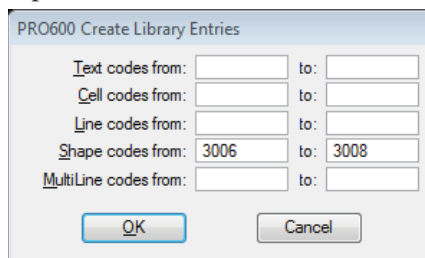 PRO600 Create Library Entries
Text codes from: to:
Cell codes from: to:
Line codes from: to:
Shape codes from: 3006 to: 3008
MultiLine codes from: to:
OK Cancel